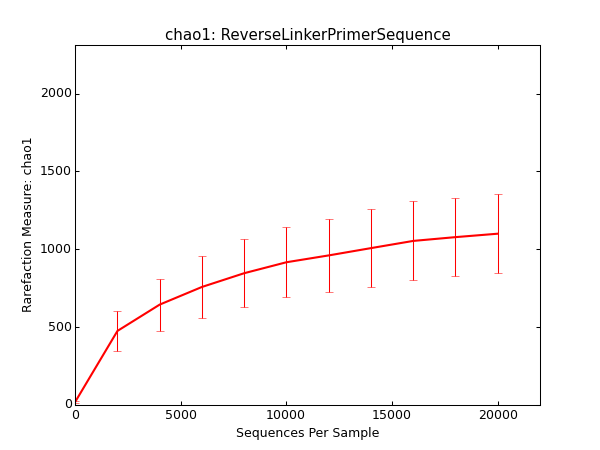 chao1: ReverseLinkerPrimerSequence
2000
1500
1000
500
0
Rarefaction Measure: chao1
0 5000 10000 15000 20000
Sequences Per Sample